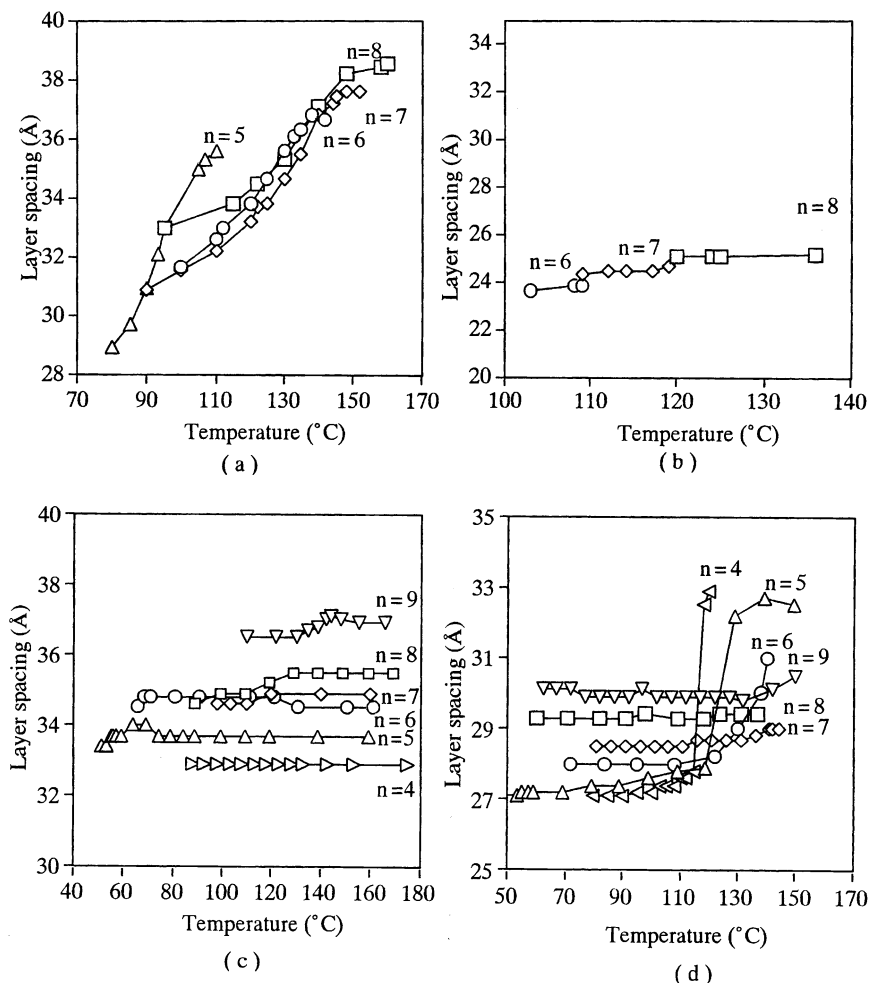 40
38
36
34
32
30
28
Layer spacing (Å)
n=8
n=5
n=7
n=6
70 90 110 130 150 170
Temperature (°C)
( a )
34
32
30
28
26
24
22
20
Layer spacing (Å)
n=8
n=7
n=6
100 110 120 130 140
Temperature (°C)
( b )
40
38
36
34
32
30
Layer spacing (Å)
n=9
n=8
n=7
n=6
n=5
n=4
40 60 80 100 120 140 160 180
Temperature (°C)
( c )
35
33
31
29
27
25
Layer spacing (Å)
n=4
n=5
n=6
n=9
n=8
n=7
50 70 90 110 130 150 170
Temperature (°C)
( d )